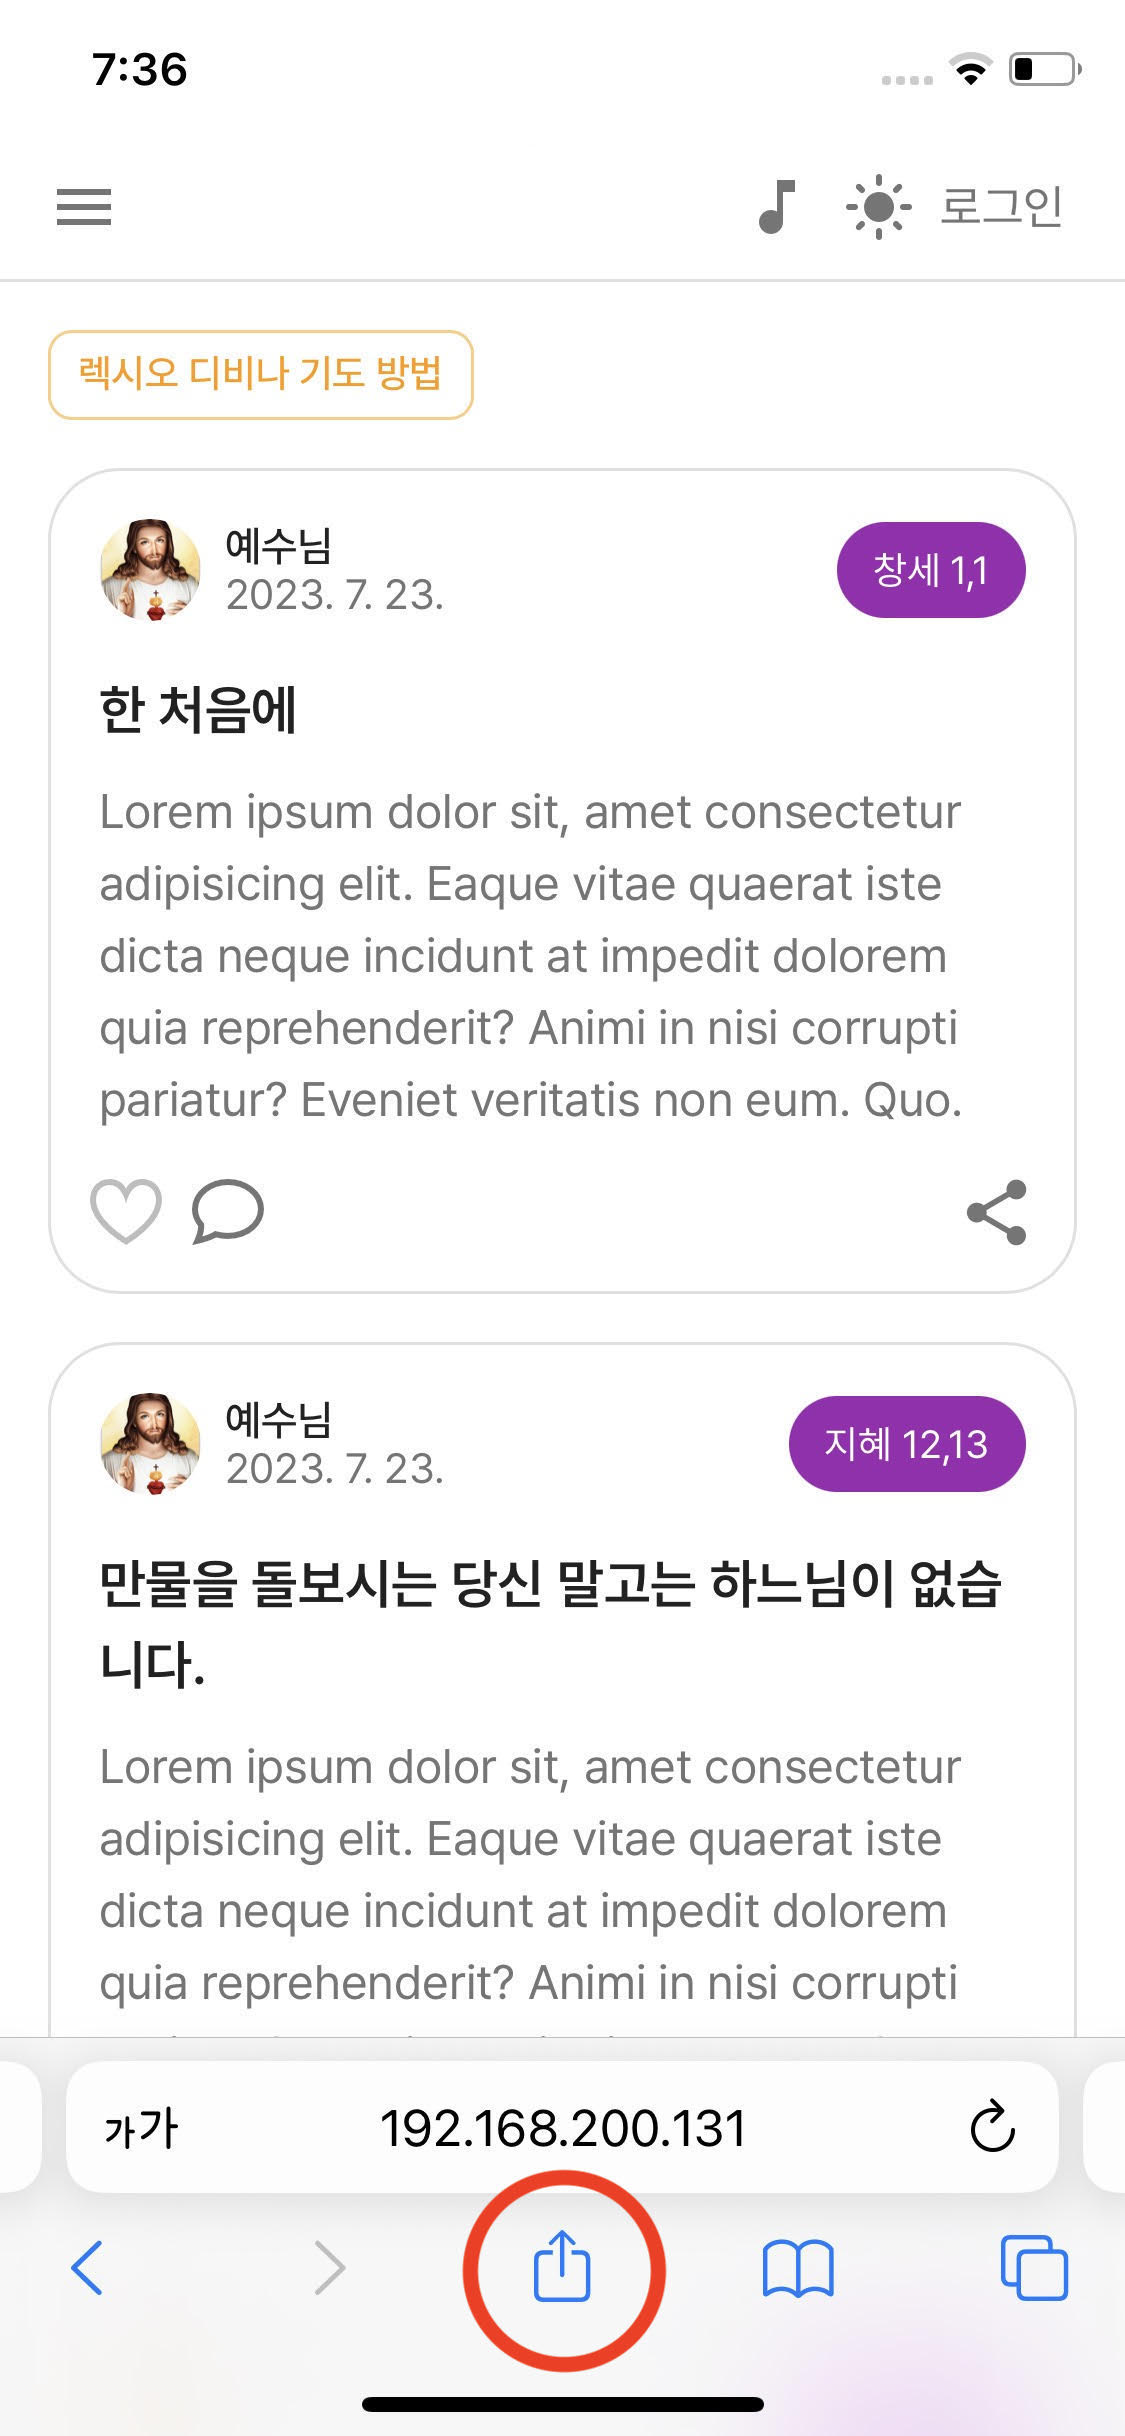 7:36
로그인
렉시오 디비나 기도 방법
예수님
2023. 7. 23.
창세 1,1
한 처음에
Lorem ipsum dolor sit, amet consectetur
adipisicing elit. Eaque vitae quaerat iste
dicta neque incidunt at impedit dolorem
quia reprehenderit? Animi in nisi corrupti
pariatur? Eveniet veritatis non eum. Quo.
예수님
2023. 7. 23.
지혜 12,13
만물을 돌보시는 당신 말고는 하느님이 없습
니다.
Lorem ipsum dolor sit, amet consectetur
adipisicing elit. Eaque vitae quaerat iste
dicta neque incidunt at impedit dolorem
quia reprehenderit? Animi in nisi corrupti
가가 192.168.200.131